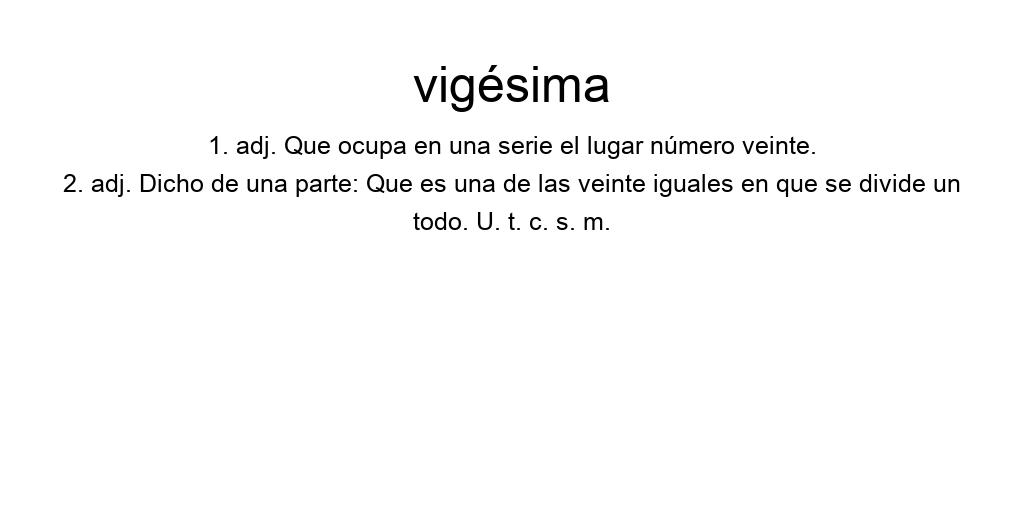 vigésima
1. adj. Que ocupa en una serie el lugar número veinte.
2. adj. Dicho de una parte: Que es una de las veinte iguales en que se divide un
todo. U. t. c. s. m.